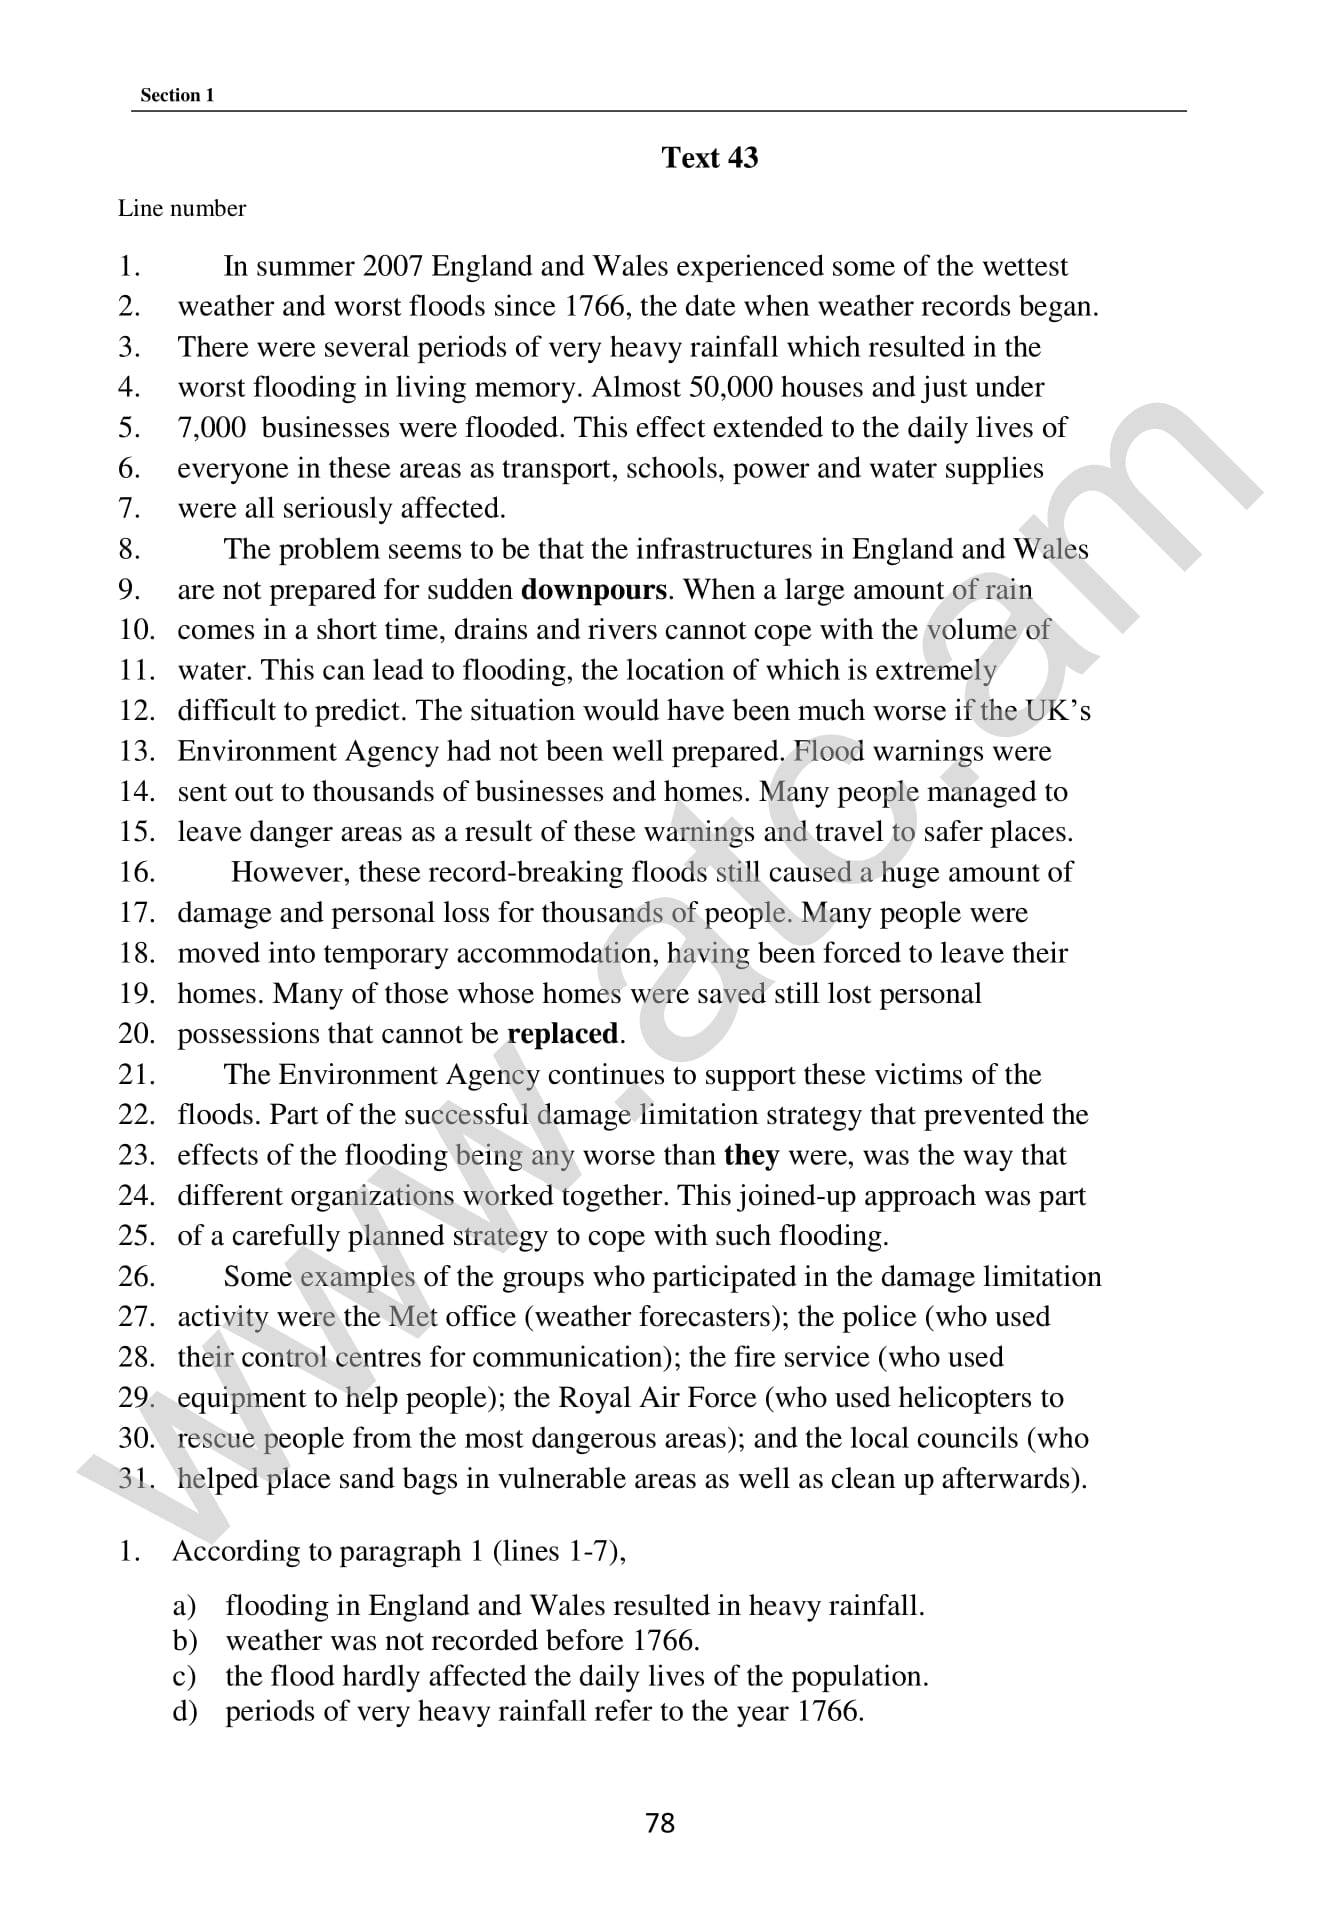 Section 1
Text 43
Line number
1. In summer 2007 England and Wales experienced some of the wettest
2. weather and worst floods since 1766, the date when weather records began.
3. There were several periods of very heavy rainfall which resulted in the
4. worst flooding in living memory. Almost 50,000 houses and just under
5. 7,000 businesses were flooded. This effect extended to the daily lives of
6. everyone in these areas as transport, schools, power and water supplies
7. were all seriously affected.
8. The problem seems to be that the infrastructures in England and Wales
9. are not prepared for sudden downpours. When a large amount of rain
10. comes in a short time, drains and rivers cannot cope with the volume of
11. water. This can lead to flooding, the location of which is extremely
12. difficult to predict. The situation would have been much worse if the UK's
13. Environment Agency had not been well prepared. Flood warnings were
14. sent out to thousands of businesses and homes. Many people managed to
15. leave danger areas as a result of these warnings and travel to safer places.
16. However, these record-breaking floods still caused a huge amount of
17. damage and personal loss for thousands of people. Many people were
18. moved into temporary accommodation, having been forced to leave their
19. homes. Many of those whose homes were saved still lost personal
20. possessions that cannot be replaced.
21. The Environment Agency continues to support these victims of the
22. floods. Part of the successful damage limitation strategy that prevented the
23. effects of the flooding being any worse than they were, was the way that
24. different organizations worked together. This joined-up approach was part
25. of a carefully planned strategy to cope with such flooding.
26. Some examples of the groups who participated in the damage limitation
27. activity were the Met office (weather forecasters); the police (who used
28. their control centres for communication); the fire service (who used
29. equipment to help people); the Royal Air Force (who used helicopters to
30. rescue people from the most dangerous areas); and the local councils (who
31. helped place sand bags in vulnerable areas as well as clean up afterwards).
1. According to paragraph 1 (lines 1-7),
a) flooding in England and Wales resulted in heavy rainfall.
b) weather was not recorded before 1766.
c) the flood hardly affected the daily lives of the population.
d) periods of very heavy rainfall refer to the year 1766.
78
www.atc.am